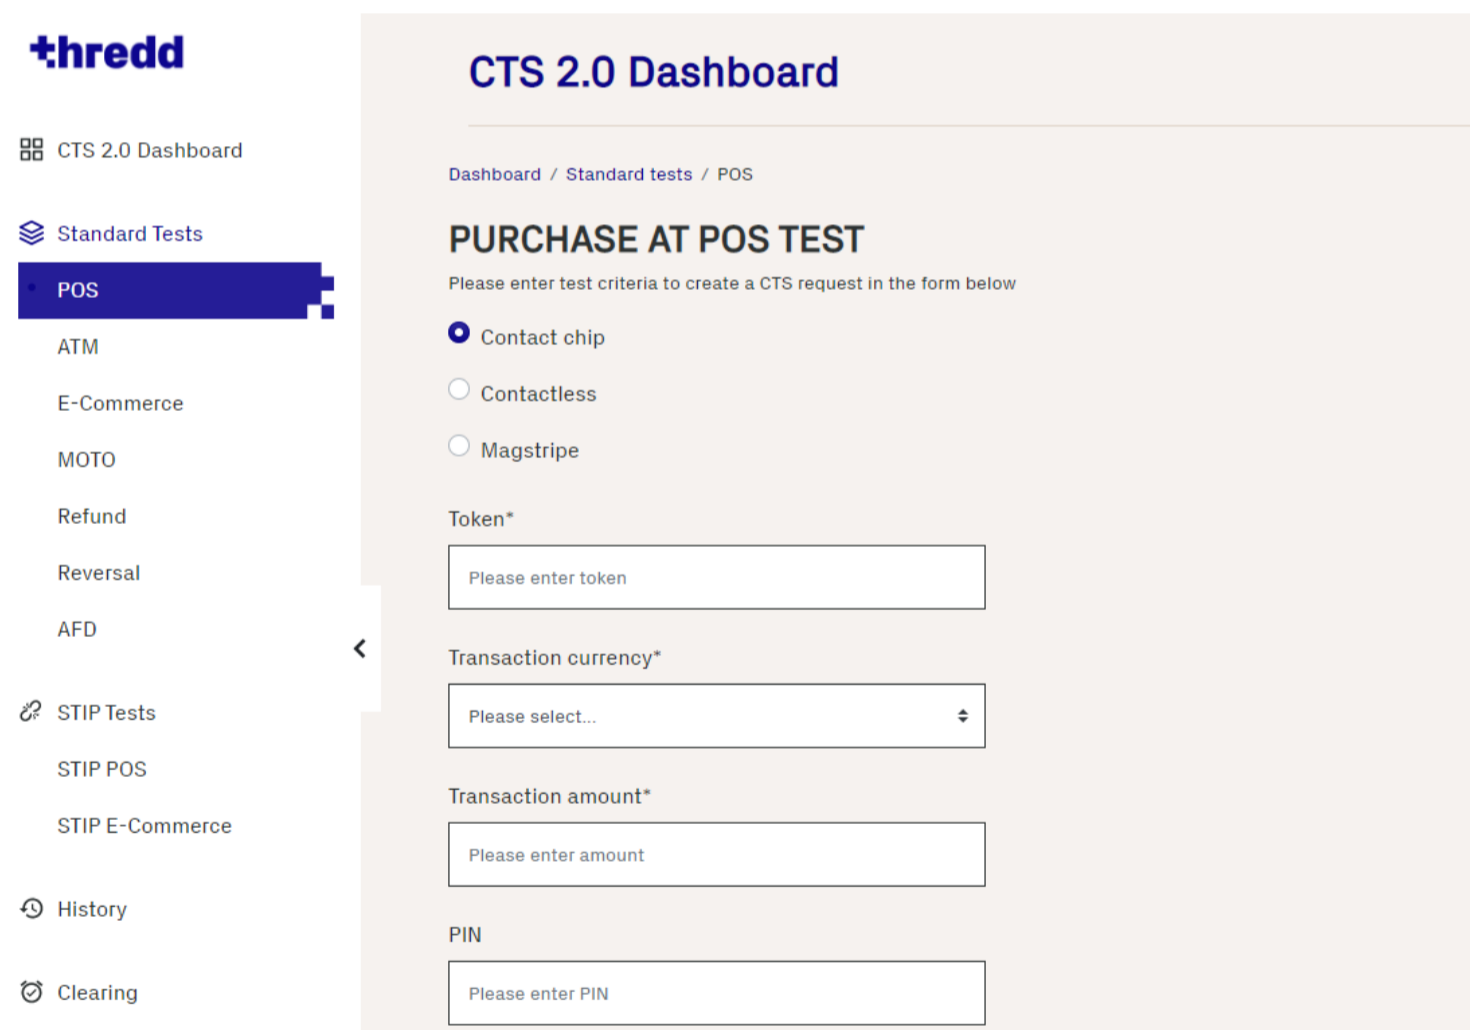 thredd
CTS 2.0 Dashboard
Standard Tests
POS
ATM
E-Commerce
MOTO
Refund
Reversal
AFD
STIP Tests
STIP POS
STIP E-Commerce
History
Clearing
CTS 2.0 Dashboard
Dashboard / Standard tests / POS
PURCHASE AT POS TEST
Please enter test criteria to create a CTS request in the form below
Contact chip
Contactless
Magstripe
Token*
Please enter token
Transaction currency*
Please select...
Transaction amount*
Please enter amount
PIN
Please enter PIN